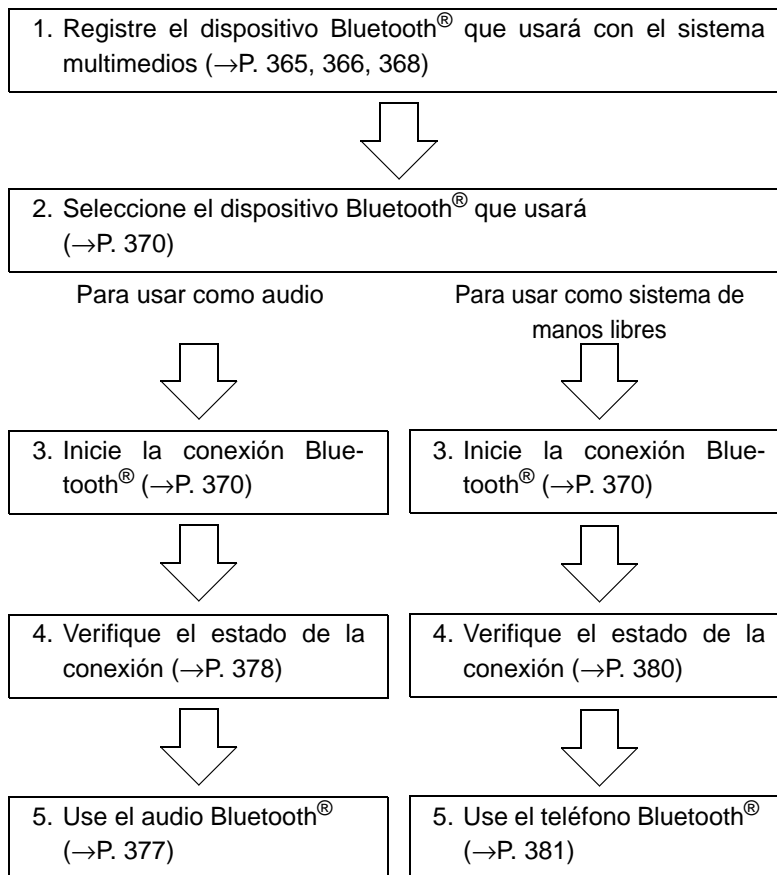 1. Registre el dispositivo Bluetooth® que usará con el sistema
multimedios (→P. 365, 366, 368)
2. Seleccione el dispositivo Bluetooth® que usará
(→P. 370)
Para usar como audio
Para usar como sistema de
manos libres
3. Inicie la conexión Blue-
tooth® (→P. 370)
3. Inicie la conexión Blue-
tooth® (→P. 370)
4. Verifique el estado de la
conexión (→P. 378)
4. Verifique el estado de la
conexión (→P. 380)
5. Use el audio Bluetooth®
(→P. 377)
5. Use el teléfono Bluetooth®
(→P. 381)